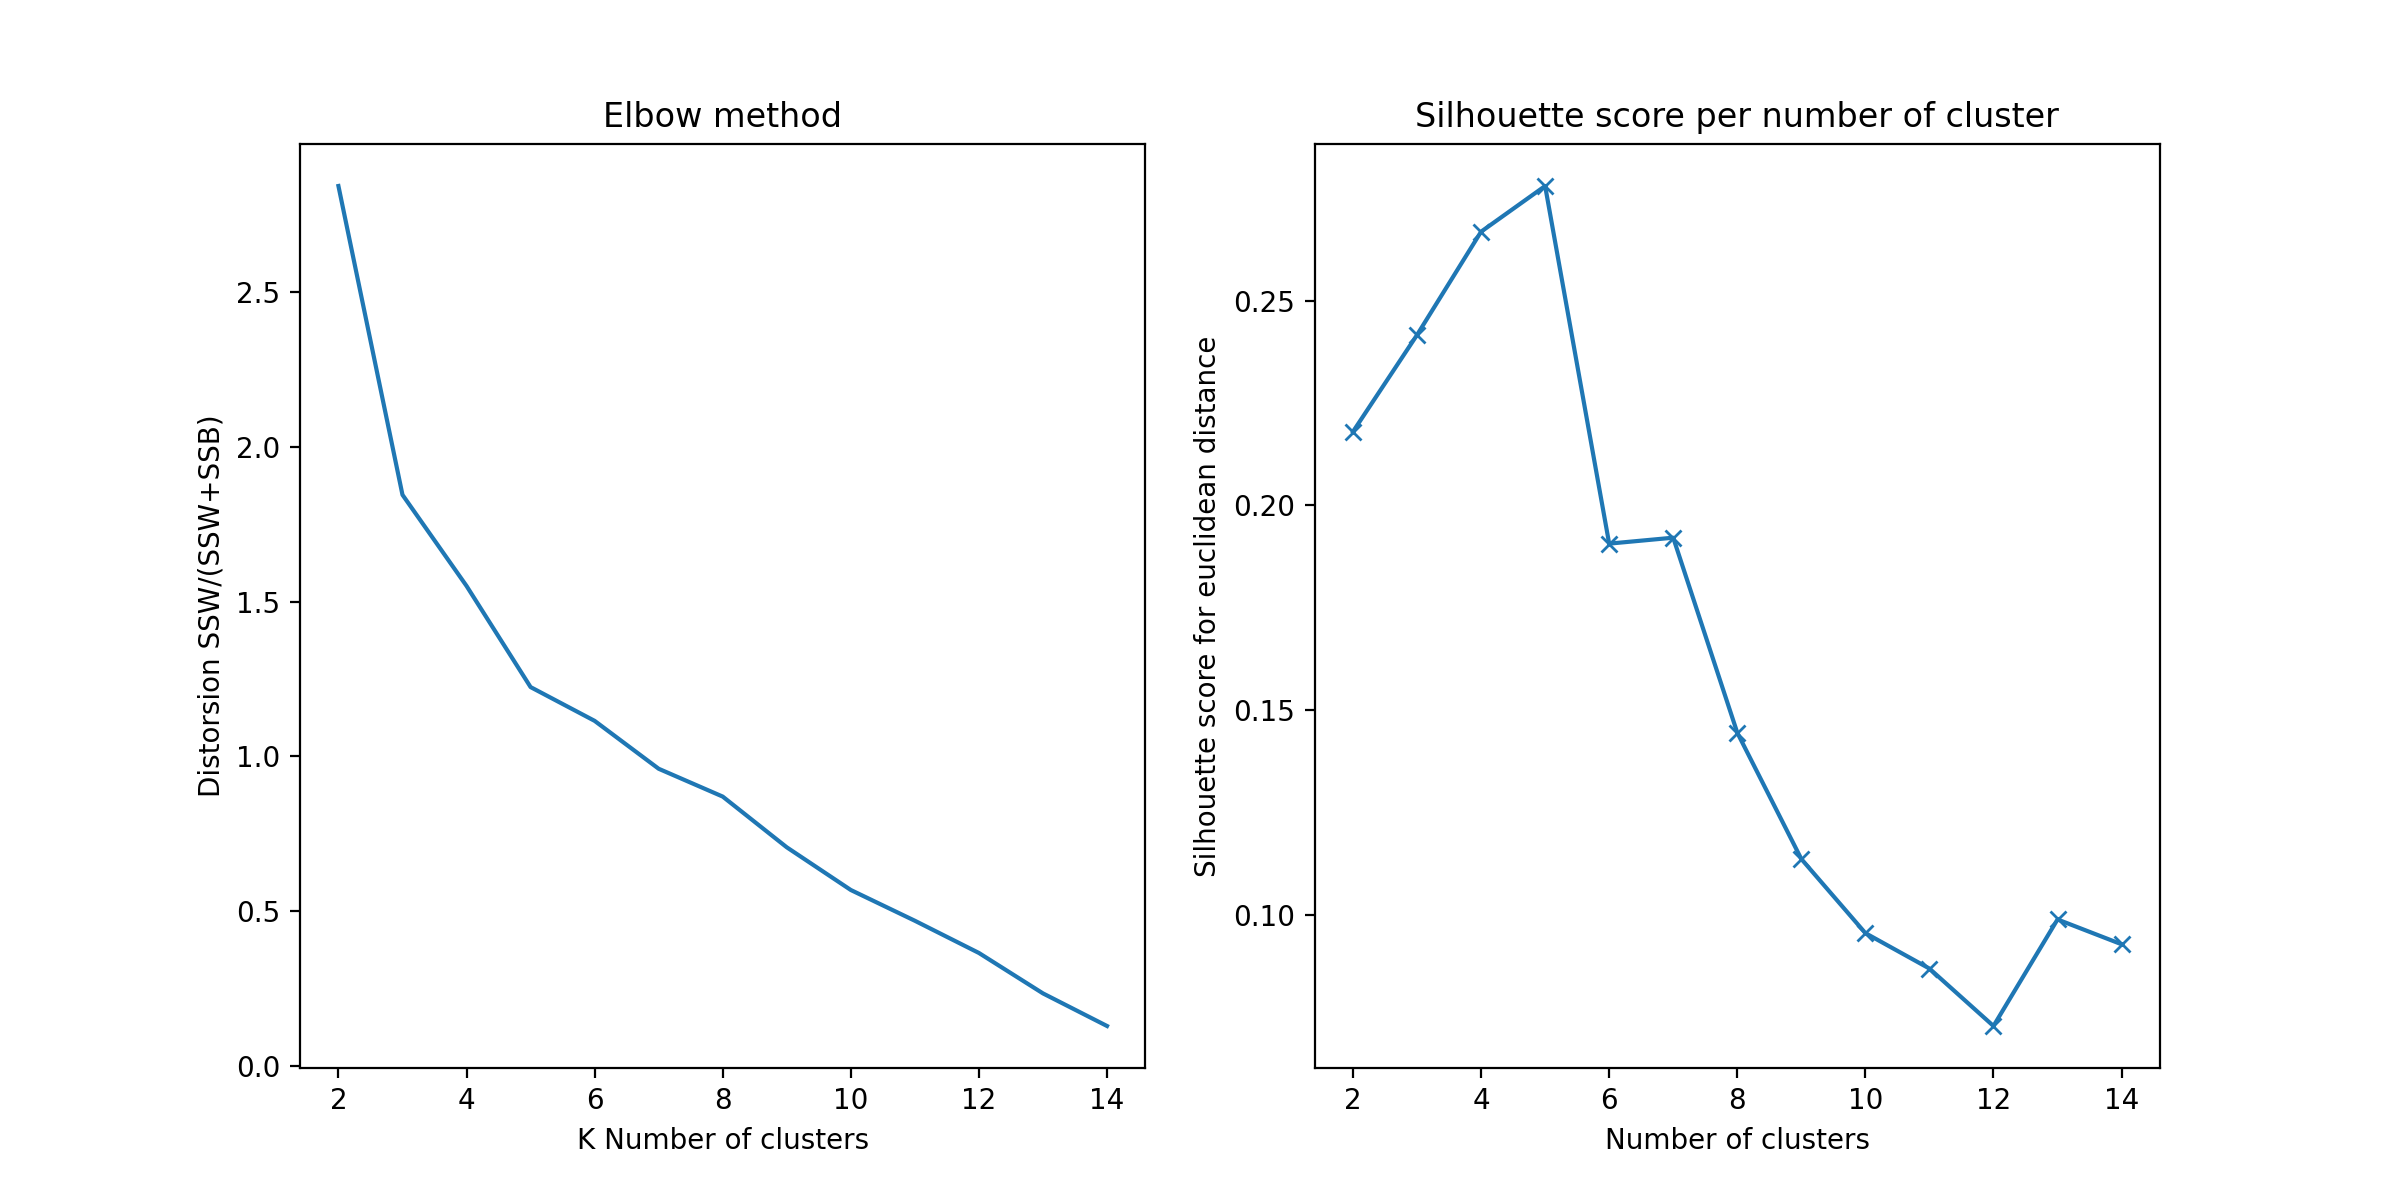 Elbow method
Distorsion SSW/(SSW+SSB)
2.5
2.0
1.5
1.0
0.5
0.0
2 4 6 8 10 12 14
K Number of clusters
Silhouette score per number of cluster
Silhouette score for euclidean distance
0.25
0.20
0.15
0.10
2 4 6 8 10 12 14
Number of clusters